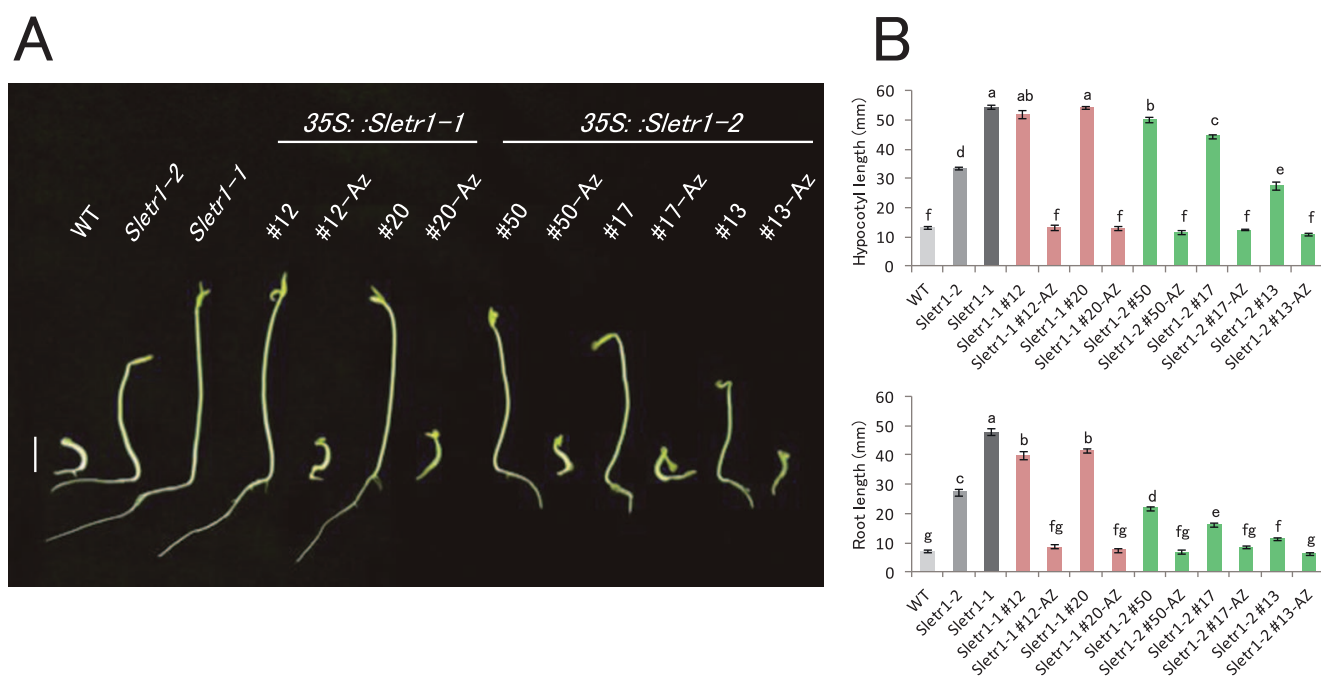 A
35S: :Sletr1-1
35S: :Sletr1-2
WT
Sletr1-2
Sletr1-1
#12
#12-Az
#20
#20-Az
#50
#50-Az
#17
#17-Az
#13
#13-Az
B
Hypocotyl length (mm)
60
50
40
30
20
10
0
f
d
a
ab
f
a
f
b
f
c
f
e
f
WT
Sletr1-2
Sletr1-1
Sletr1-1 #12
Sletr1-1 #12-AZ
Sletr1-1 #20
Sletr1-1 #20-AZ
Sletr1-2 #50
Sletr1-2 #50-AZ
Sletr1-2 #17
Sletr1-2 #17-AZ
Sletr1-2 #13
Sletr1-2 #13-AZ
Root length (mm)
60
50
40
30
20
10
0
g
c
a
b
fg
b
fg
d
fg
e
fg
f
g
WT
Sletr1-2
Sletr1-1
Sletr1-1 #12
Sletr1-1 #12-AZ
Sletr1-1 #20
Sletr1-1 #20-AZ
Sletr1-2 #50
Sletr1-2 #50-AZ
Sletr1-2 #17
Sletr1-2 #17-AZ
Sletr1-2 #13
Sletr1-2 #13-AZ